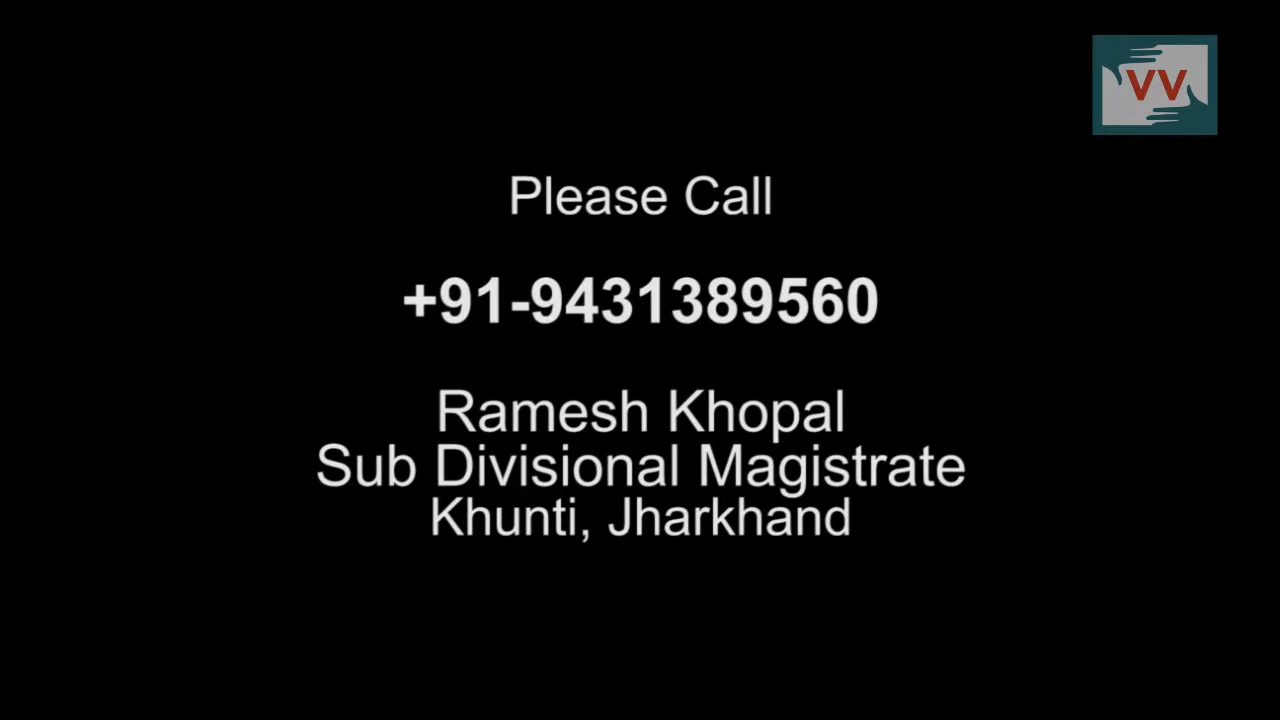 VV
Please Call
+91-9431389560
Ramesh Khopal
Sub Divisional Magistrate
Khunti, Jharkhand